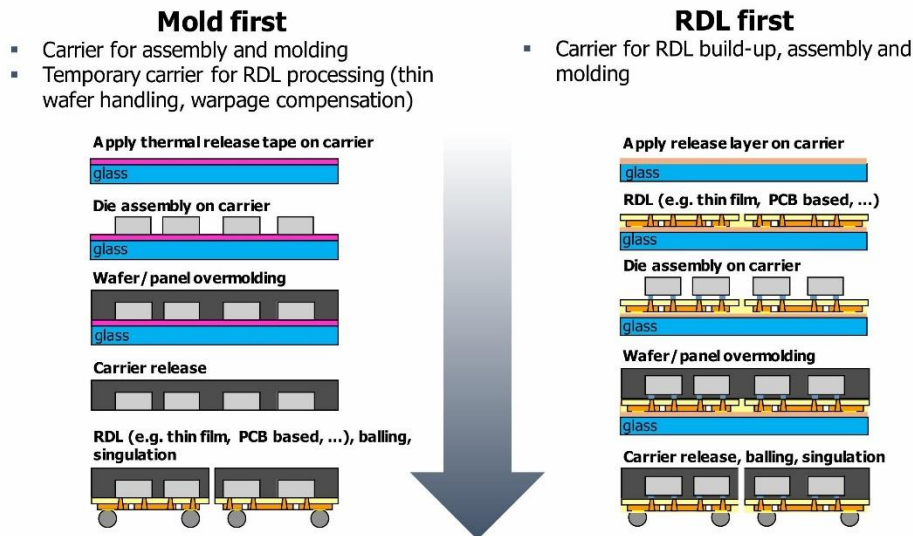 Mold first
▪ Carrier for assembly and molding
▪ Temporary carrier for RDL processing (thin
wafer handling, warpage compensation)
Apply thermal release tape on carrier
glass
Die assembly on carrier
glass
Wafer/panel overmolding
glass
Carrier release
RDL (e.g. thin film, PCB based, ...), balling,
singulation
RDL first
▪ Carrier for RDL build-up, assembly and
molding
Apply release layer on carrier
glass
RDL (e.g. thin film, PCB based, ...)
glass
Die assembly on carrier
glass
Wafer/panel overmolding
glass
Carrier release, balling, singulation